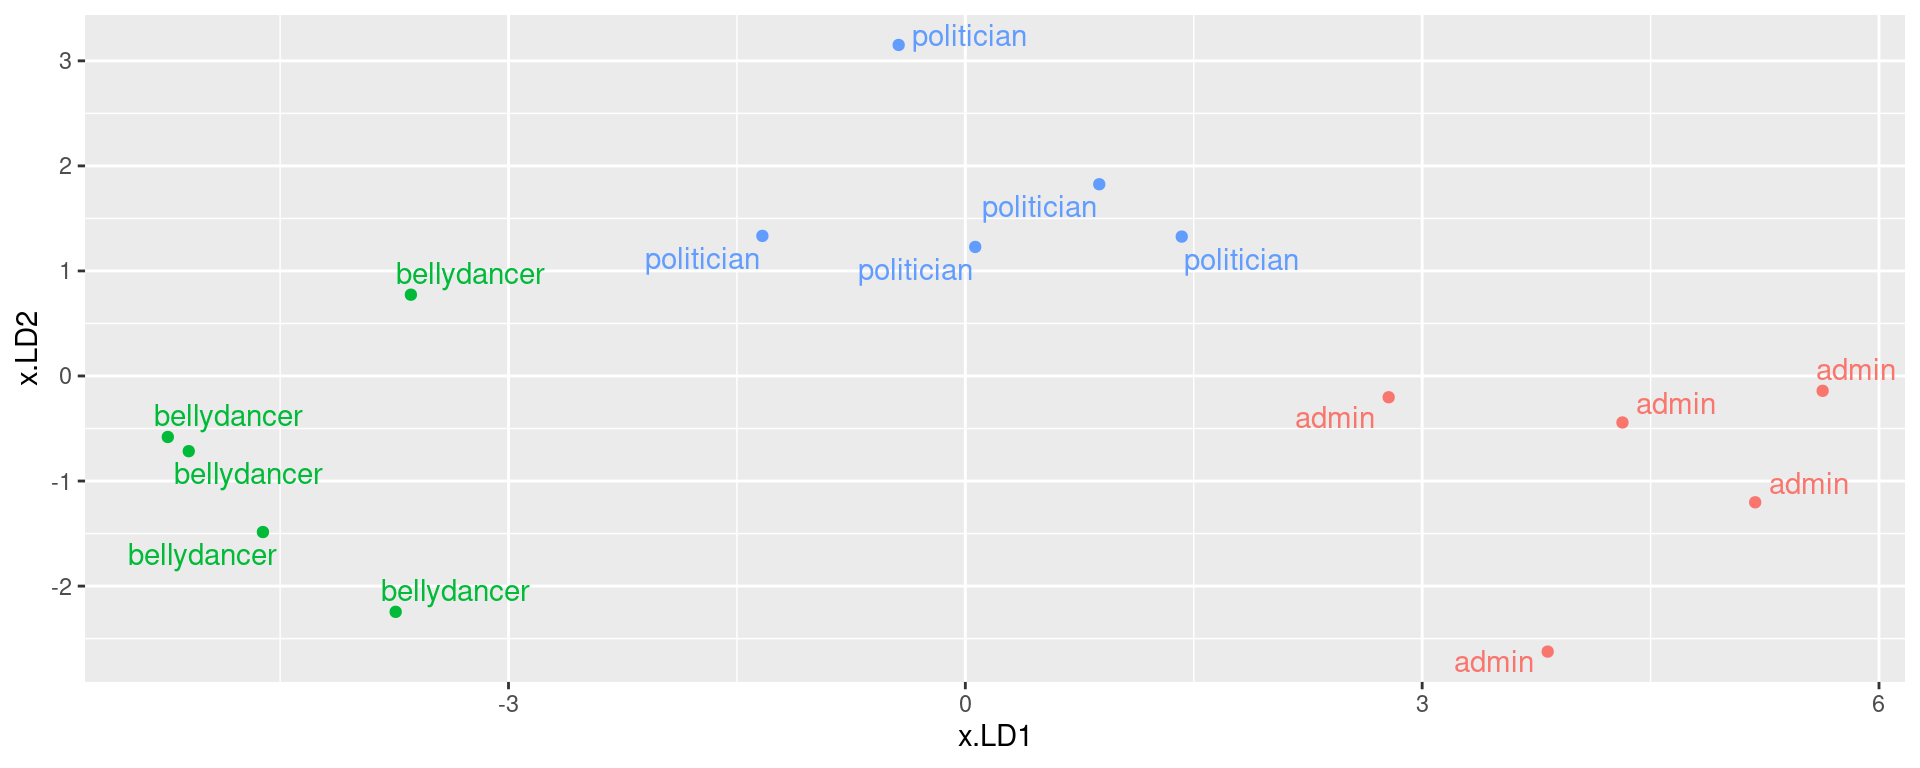 politician
3
2
politician
politician
politician
politician
bellydancer
1
x.LD2
0
admin
admin
admin
bellydancer
bellydancer
-1
admin
bellydancer
bellydancer
-2
admin
-3
0
3
6
x.LD1